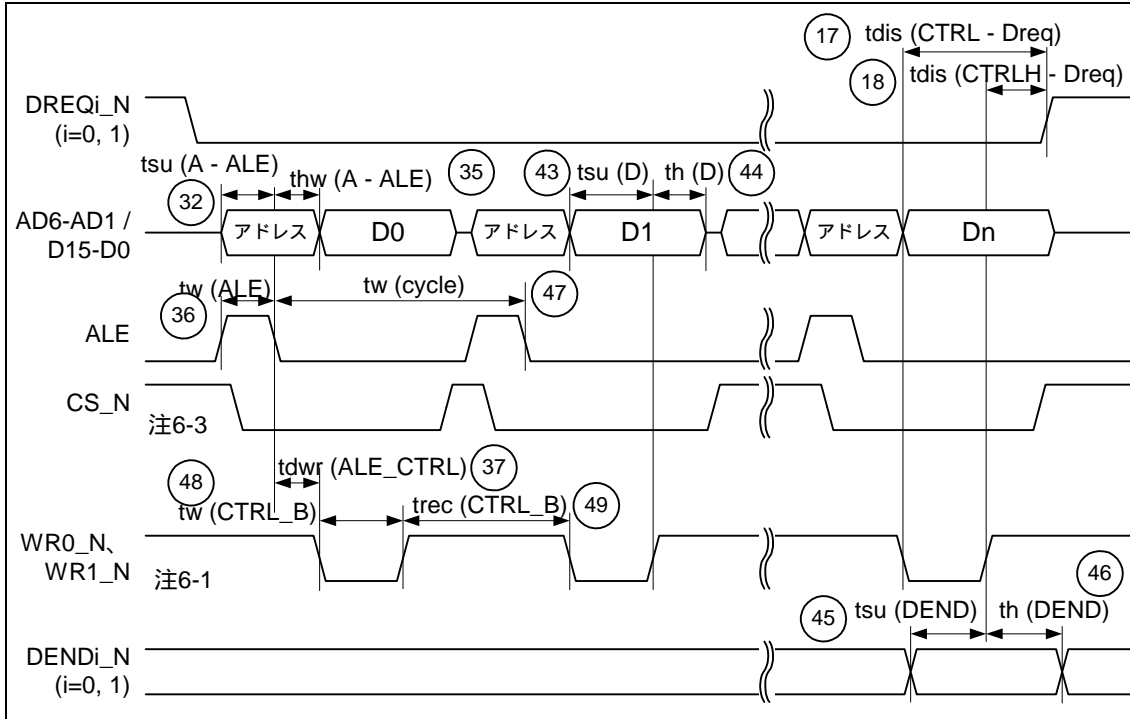 17 tdis (CTRL - Dreq)
18 tdis (CTRLH - Dreq)
DREQi_N
(i=0, 1)
tsu (A - ALE)
32 thw (A - ALE) 35 43 tsu (D) th (D) 44
AD6-AD1 /
D15-D0
アドレス D0 アドレス D1 アドレス Dn
tw (ALE) tw (cycle) 47
36
ALE
CS_N
注6-3
tdwr (ALE_CTRL) 37
48
tw (CTRL_B) trec (CTRL_B) 49
WR0_N、
WR1_N
注6-1
45 tsu (DEND) th (DEND) 46
DENDi_N
(i=0, 1)